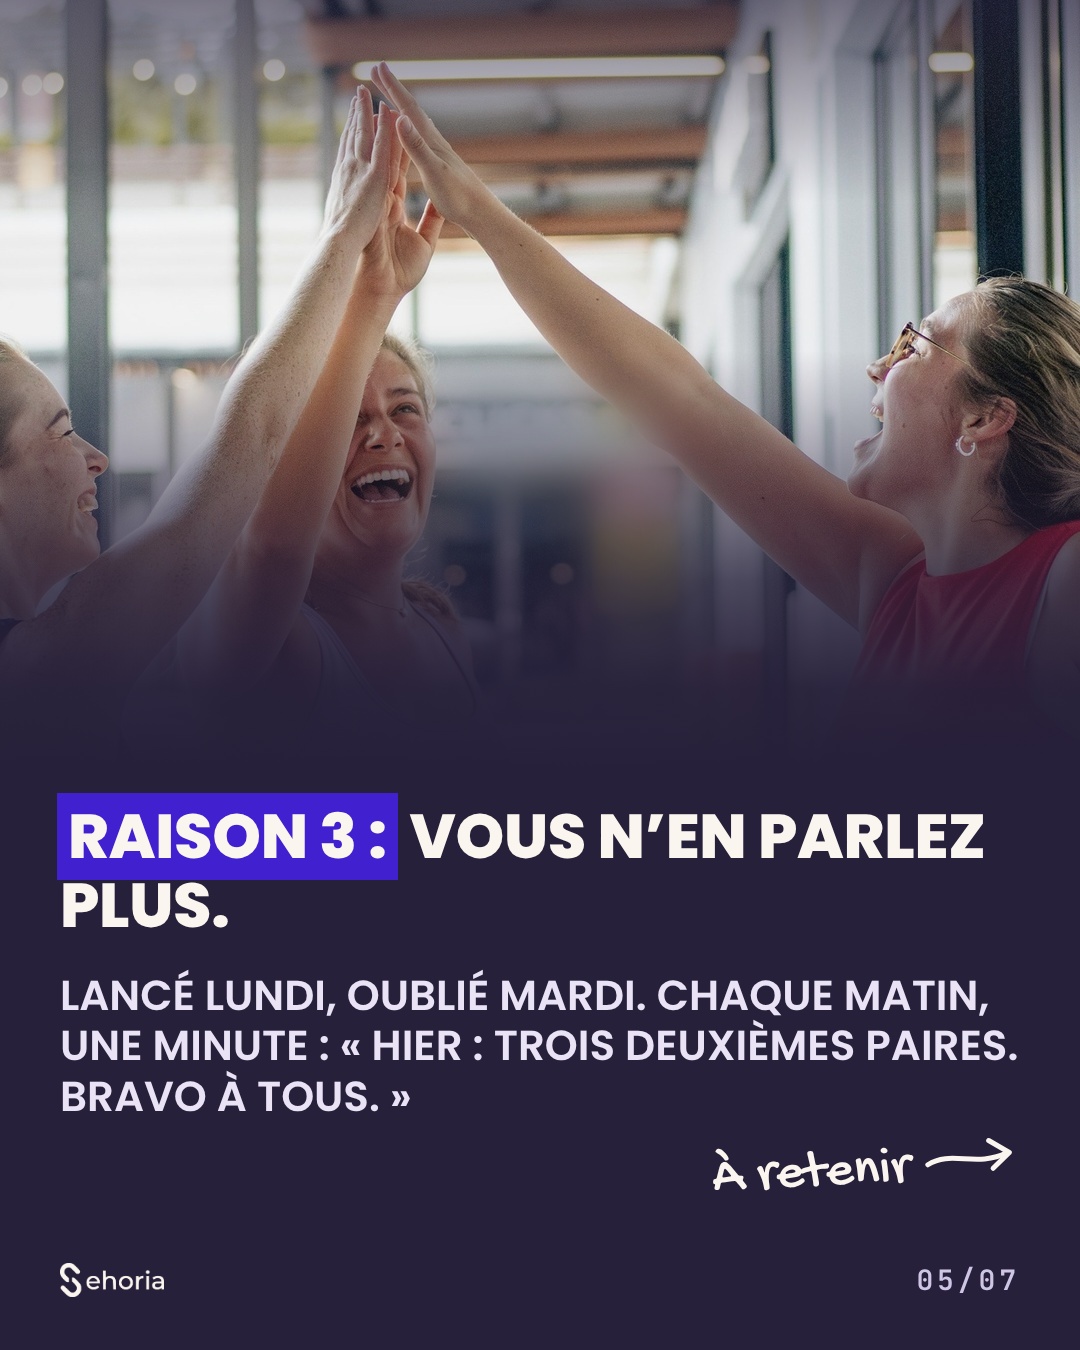 RAISON 3 : VOUS N’EN PARLEZ
PLUS.
LANCÉ LUNDI, OUBLIÉ MARDI. CHAQUE MATIN,
UNE MINUTE : « HIER : TROIS DEUXIÈMES PAIRES.
BRAVO À TOUS. »
À retenir →
Sehoria
05/07